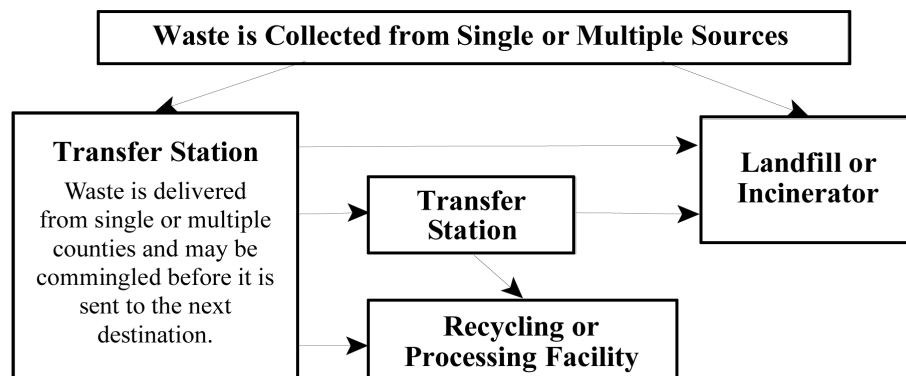 Waste is Collected from Single or Multiple Sources
Transfer Station
Waste is delivered
from single or multiple
counties and may be
commingled before it is
sent to the next
destination.
Transfer
Station
Landfill or
Incinerator
Recycling or
Processing Facility